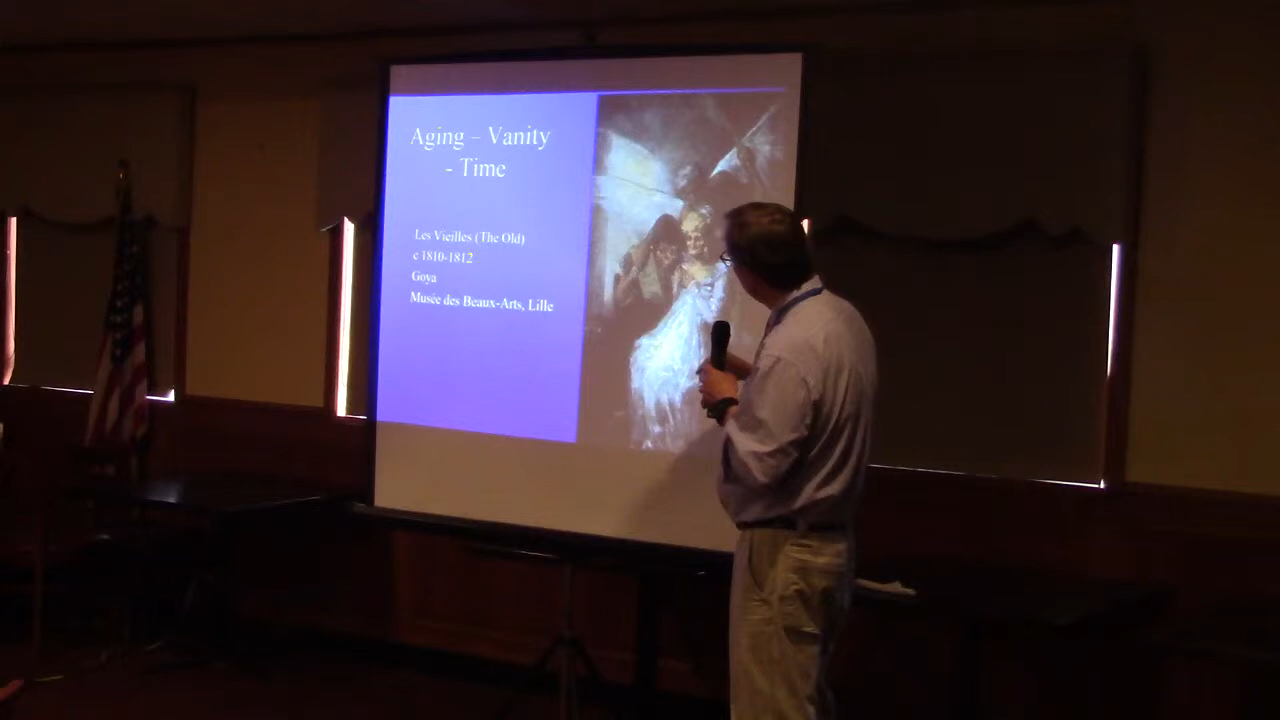 Aging – Vanity
- Time
Les Vieilles (The Old)
c 1810-1812
Goya
Musée des Beaux-Arts, Lille